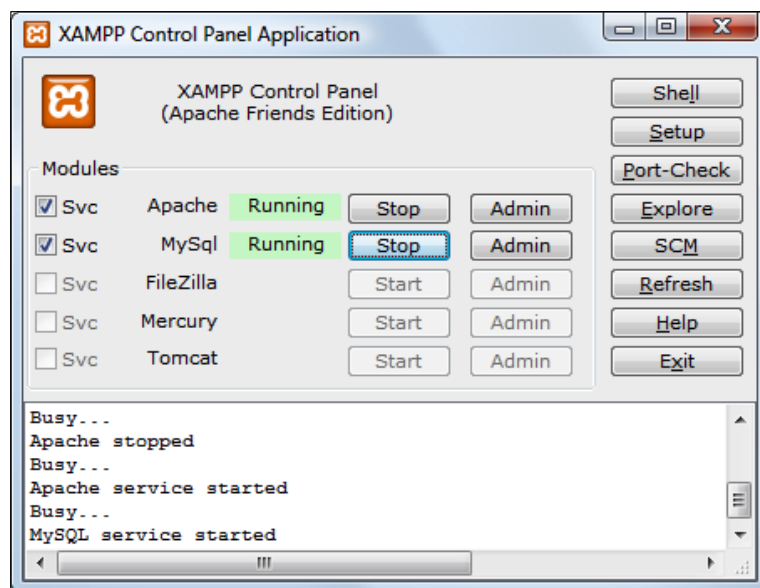 XAMPP Control Panel Application
XAMPP Control Panel
(Apache Friends Edition)
Modules
Svc Apache Running Stop Admin
Svc MySql Running Stop Admin
Svc FileZilla Start Admin
Svc Mercury Start Admin
Svc Tomcat Start Admin
Shell
Setup
Port-Check
Explore
SCM
Refresh
Help
Exit
Busy...
Apache stopped
Busy...
Apache service started
Busy...
MySQL service started